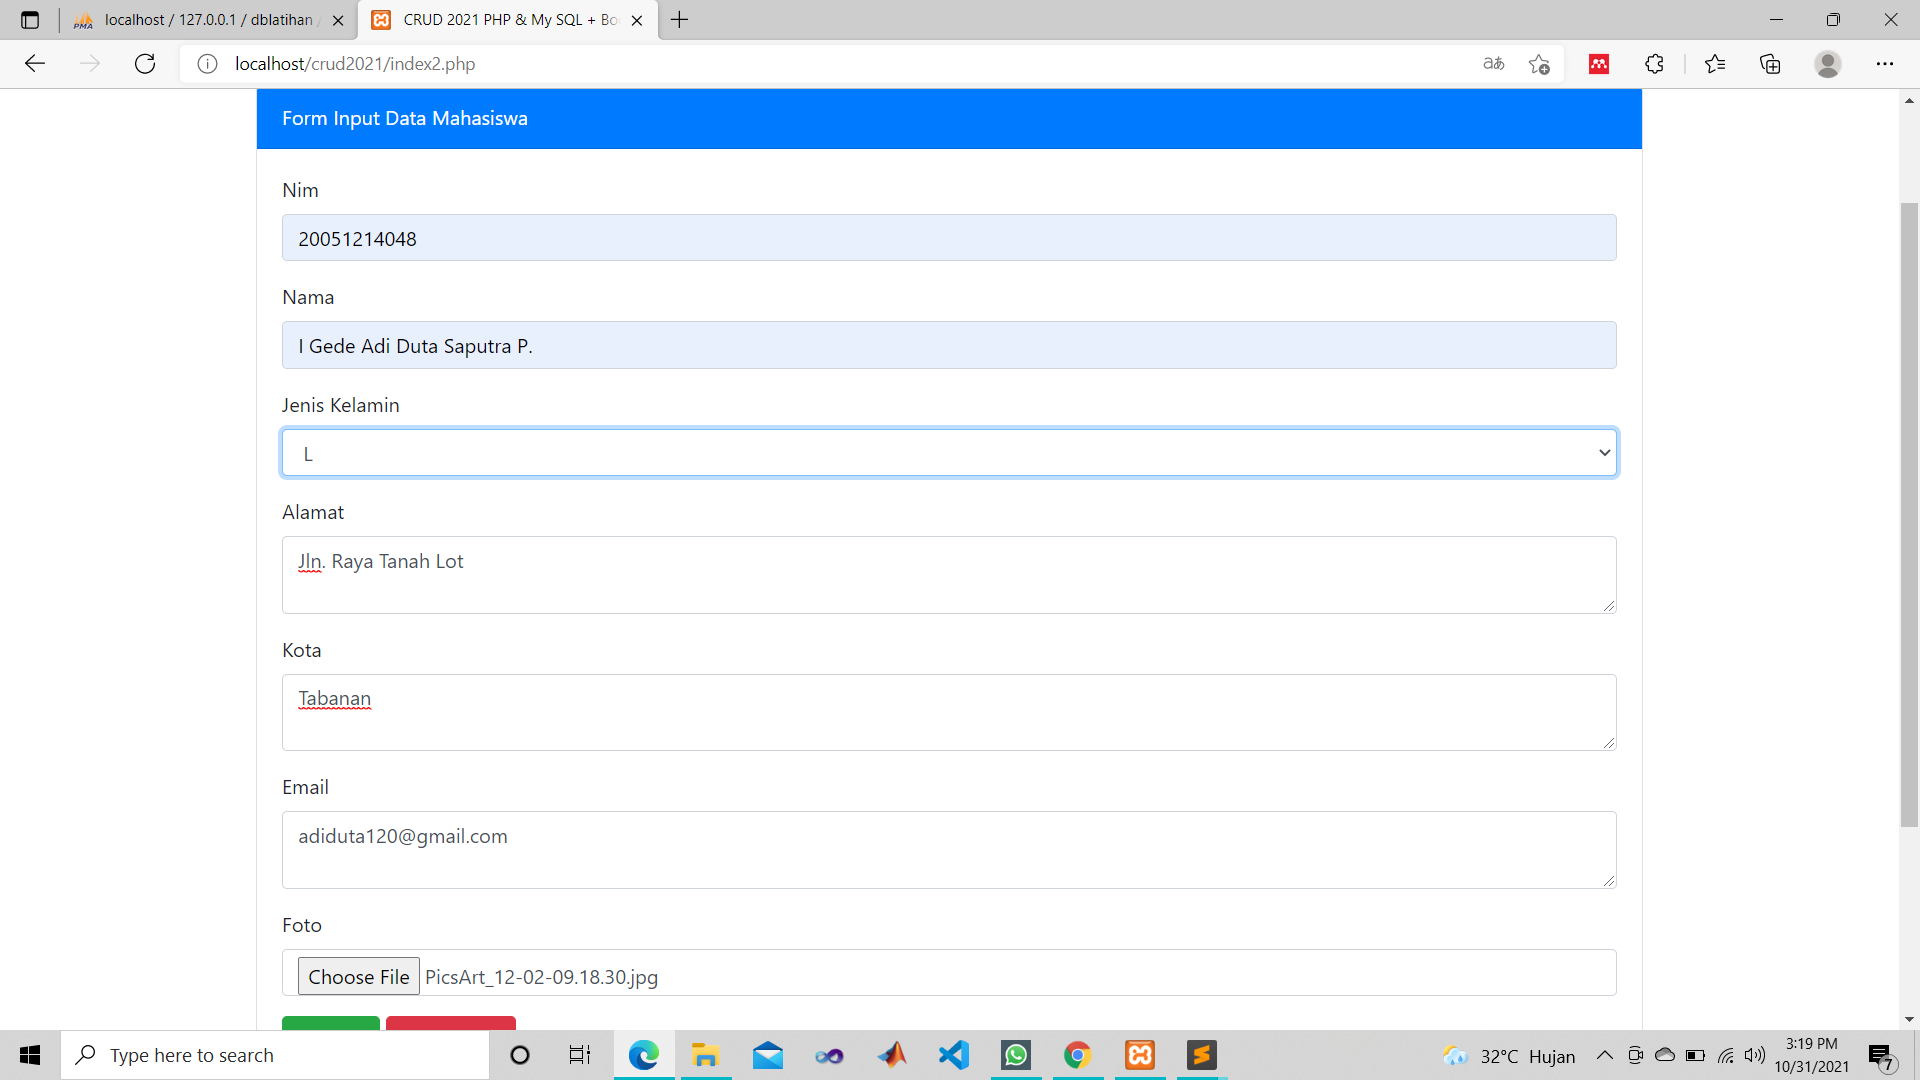 localhost / 127.0.0.1 / dblatihan /
CRUD 2021 PHP & My SQL + Bo
localhost/crud2021/index2.php
Form Input Data Mahasiswa
Nim
20051214048
Nama
I Gede Adi Duta Saputra P.
Jenis Kelamin
L
Alamat
Jln. Raya Tanah Lot
Kota
Tabanan
Email
adiduta120@gmail.com
Foto
Choose File PicsArt_12-02-09.18.30.jpg
Type here to search
32°C Hujan
3:19 PM
10/31/2021
7